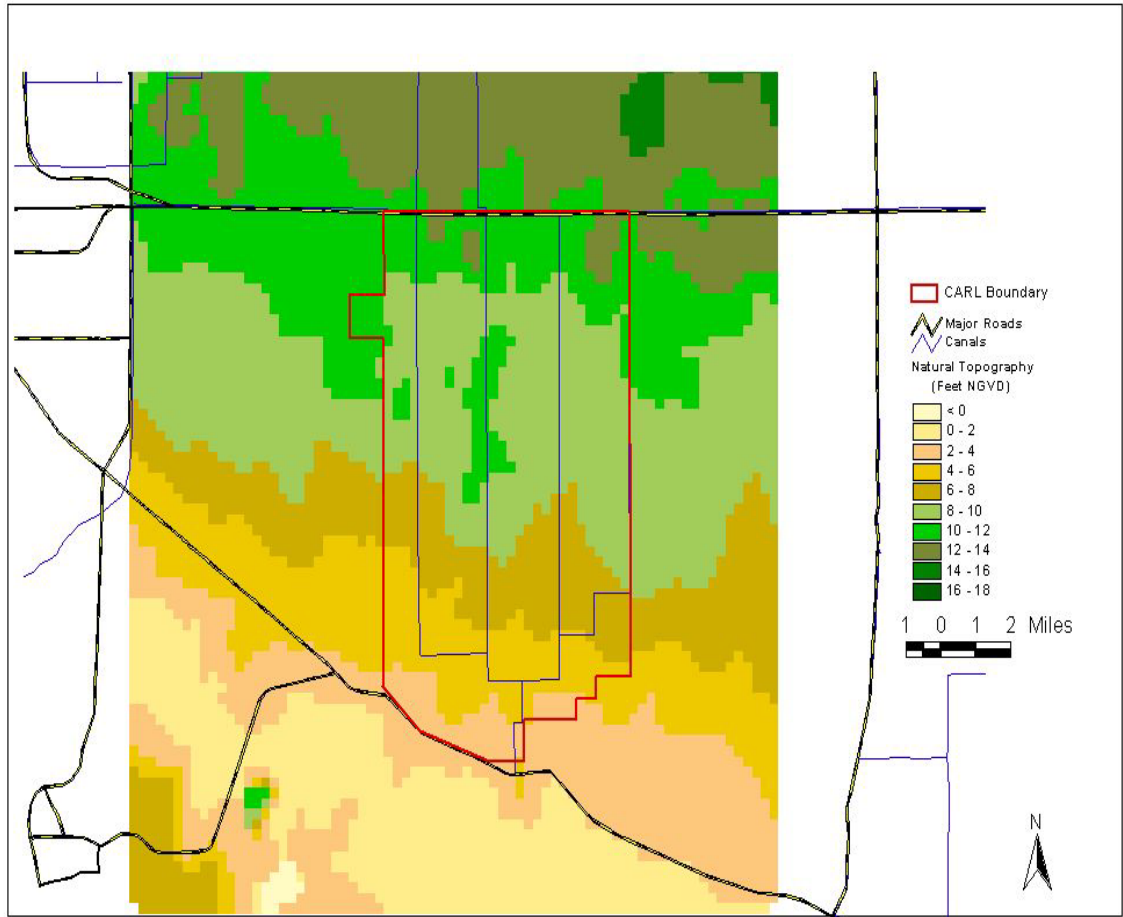 CARL Boundary
Major Roads
Canals
Natural Topography
(Feet NGVD)
< 0
0 - 2
2 - 4
4 - 6
6 - 8
8 - 10
10 - 12
12 - 14
14 - 16
16 - 18
1 0 1 2 Miles
N